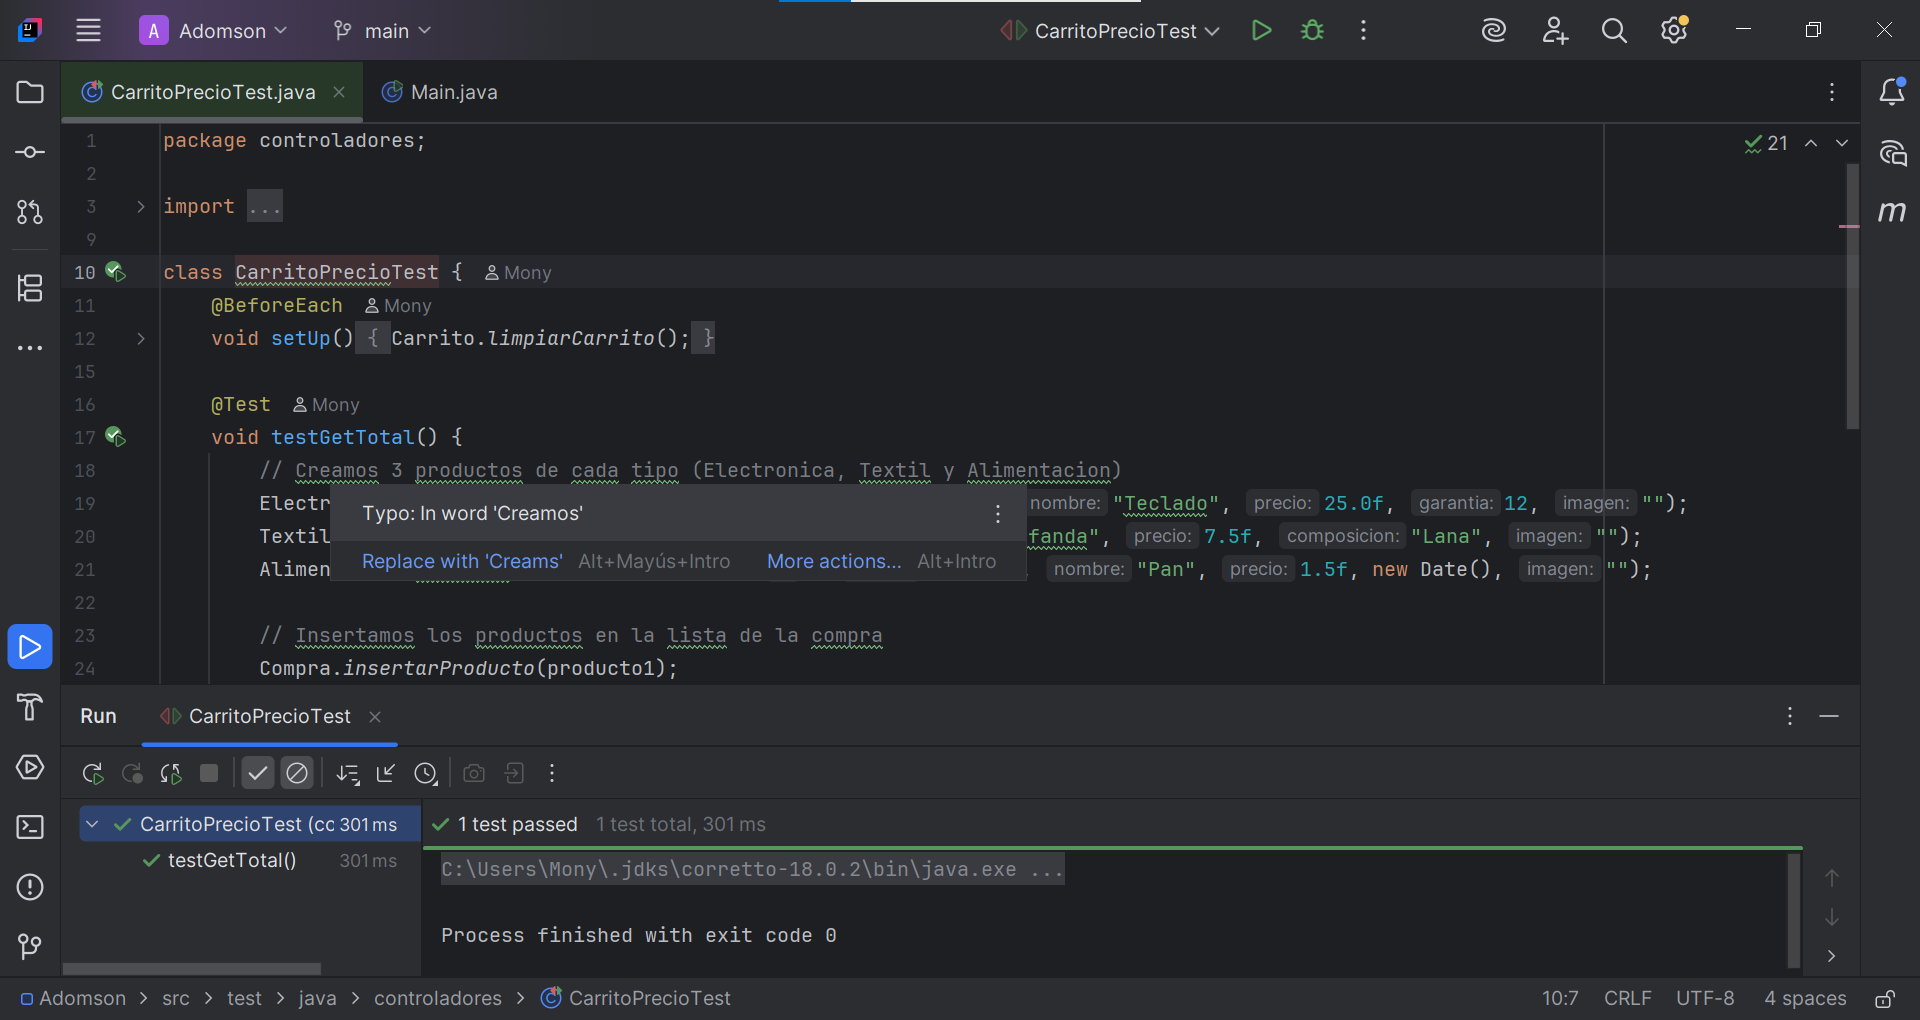 A Adomson main CarritoPrecioTest
CarritoPrecioTest.java Main.java
1 package controladores;
21
2
3 import ...
9
10 class CarritoPrecioTest { Mony
11 @BeforeEach Mony
12 void setUp() { Carrito.limpiarCarrito(); }
15
16 @Test Mony
17 void testGetTotal() {
18 // Creamos 3 productos de cada tipo (Electronica, Textil y Alimentacion)
19 Electr nombre: "Teclado", precio: 25.0f, garantia: 12, imagen: "");
Typo: In word 'Creamos'
20 Textil fanda", precio: 7.5f, composicion: "Lana", imagen: "");
Replace with 'Creams' Alt+Mayús+Intro More actions... Alt+Intro
21 Alimen nombre: "Pan", precio: 1.5f, new Date(), imagen: "");
22
23 // Insertamos los productos en la lista de la compra
24 Compra.insertarProducto(producto1);
Run CarritoPrecioTest
CarritoPrecioTest (cc 301 ms
1 test passed 1 test total, 301 ms
testGetTotal() 301 ms
C:\Users\Mony\.jdks\corretto-18.0.2\bin\java.exe ...
Process finished with exit code 0
Adomson > src > test > java > controladores > CarritoPrecioTest
10:7 CRLF UTF-8 4 spaces